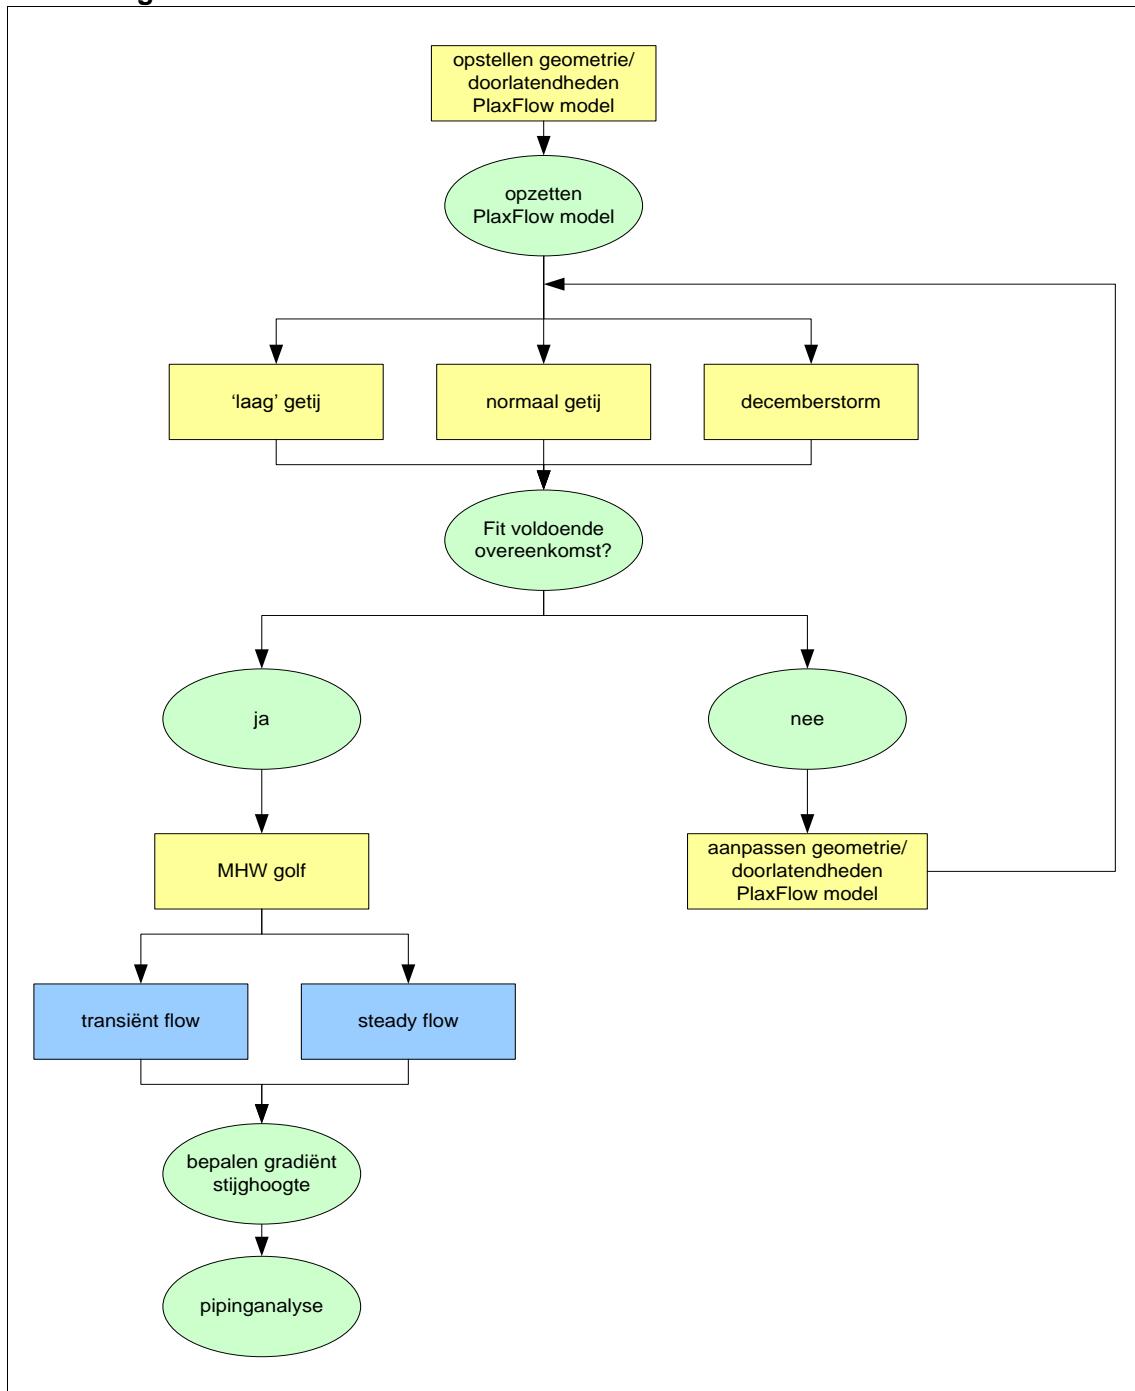 opstellen geometrie/
doorlatendheden
PlaxFlow model
opzetten
PlaxFlow model
‘laag’ getij
normaal getij
decemberstorm
Fit voldoende
overeenkomst?
ja
nee
MHW golf
aanpassen geometrie/
doorlatendheden
PlaxFlow model
transiënt flow
steady flow
bepalen gradiënt
stijghoogte
pipinganalyse